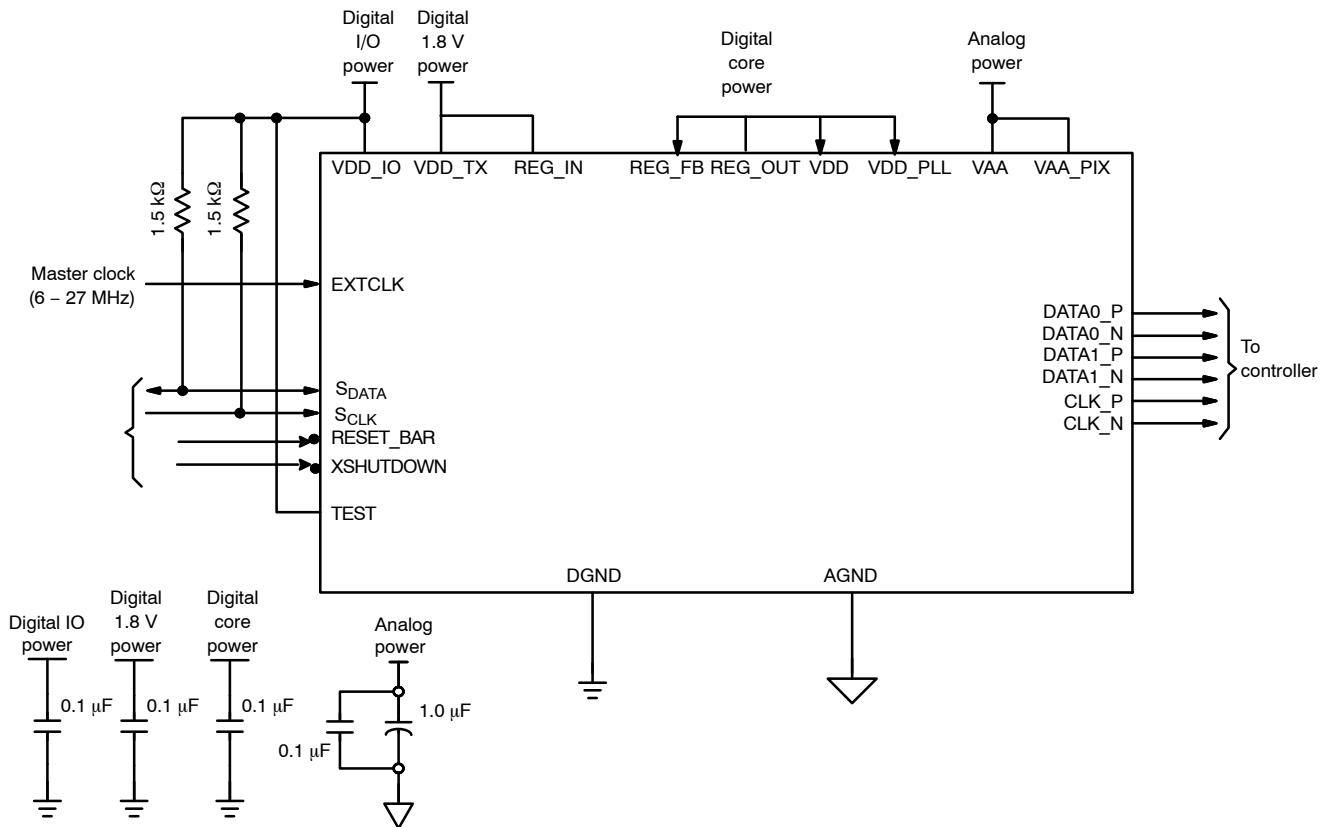 Digital
I/O
power
Digital
1.8 V
power
Digital
core
power
Analog
power
VDD_IO
VDD_TX
REG_IN
REG_FB
REG_OUT
VDD
VDD_PLL
VAA
VAA_PIX
1.5 kΩ
1.5 kΩ
Master clock
(6 – 27 MHz)
EXTCLK
SDATA
SCLK
RESET_BAR
XSHUTDOWN
TEST
DATA0_P
DATA0_N
DATA1_P
DATA1_N
CLK_P
CLK_N
To
controller
DGND
AGND
Digital IO
power
Digital
1.8 V
power
Digital
core
power
Analog
power
0.1 μF
0.1 μF
0.1 μF
0.1 μF
1.0 μF